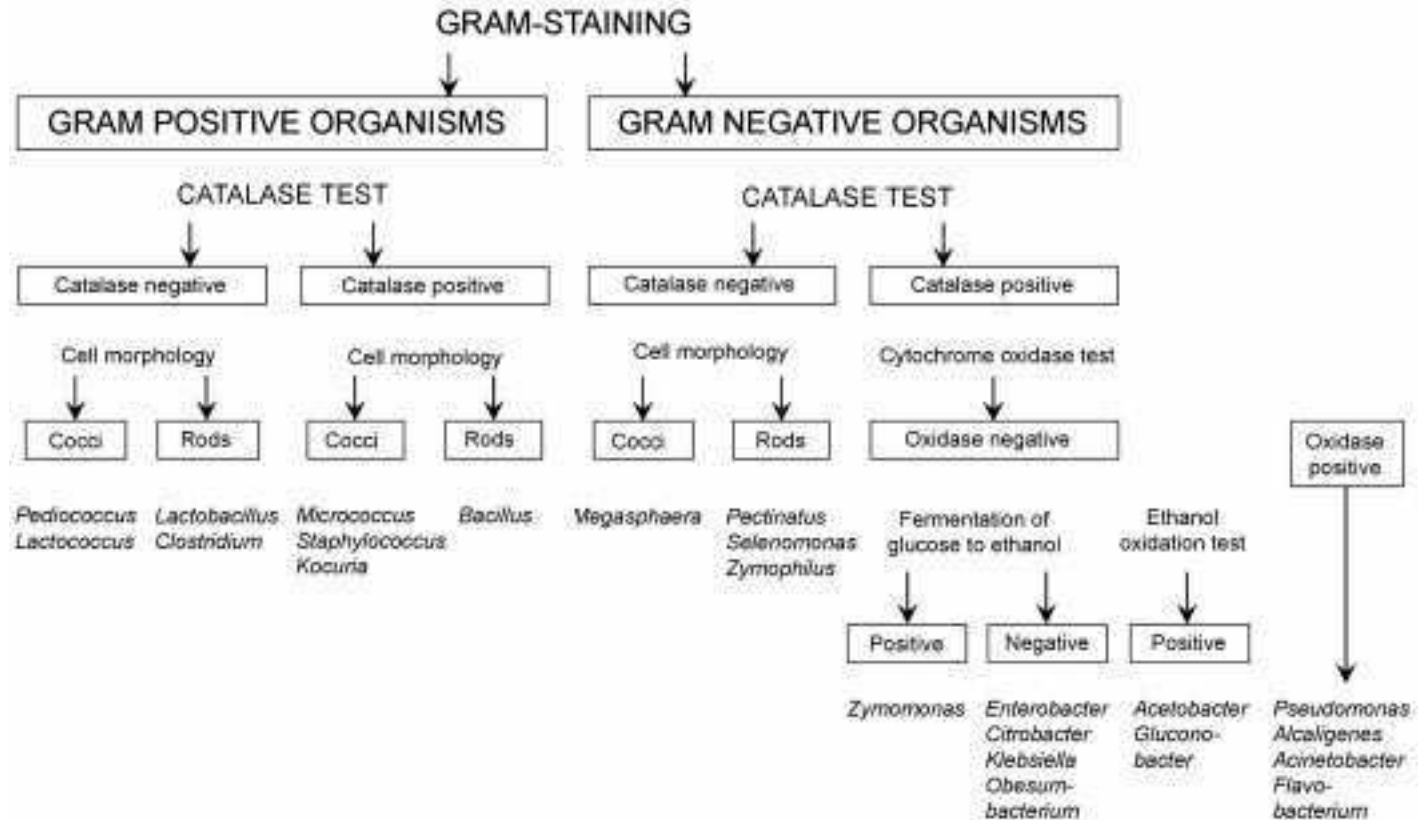 GRAM-STAINING
GRAM POSITIVE ORGANISMS
GRAM NEGATIVE ORGANISMS
CATALASE TEST
CATALASE TEST
Catalase negative
Catalase positive
Catalase negative
Catalase positive
Cell morphology
Cell morphology
Cell morphology
Cytochrome oxidase test
Cocci
Rods
Cocci
Rods
Cocci
Rods
Oxidase negative
Oxidase
positive
Pediococcus
Lactococcus
Lactobacillus
Clostridium
Micrococcus
Staphylococcus
Kocuria
Bacillus
Megasphaera
Pectinatus
Selenomonas
Zymophilus
Fermentation of
glucose to ethanol
Ethanol
oxidation test
Positive
Negative
Positive
Zymomonas
Enterobacter
Citrobacter
Klebsiella
Obesum-
bacterium
Acetobacter
Glucono-
bacter
Pseudomonas
Alcaligenes
Acinetobacter
Flavo-
bacterium